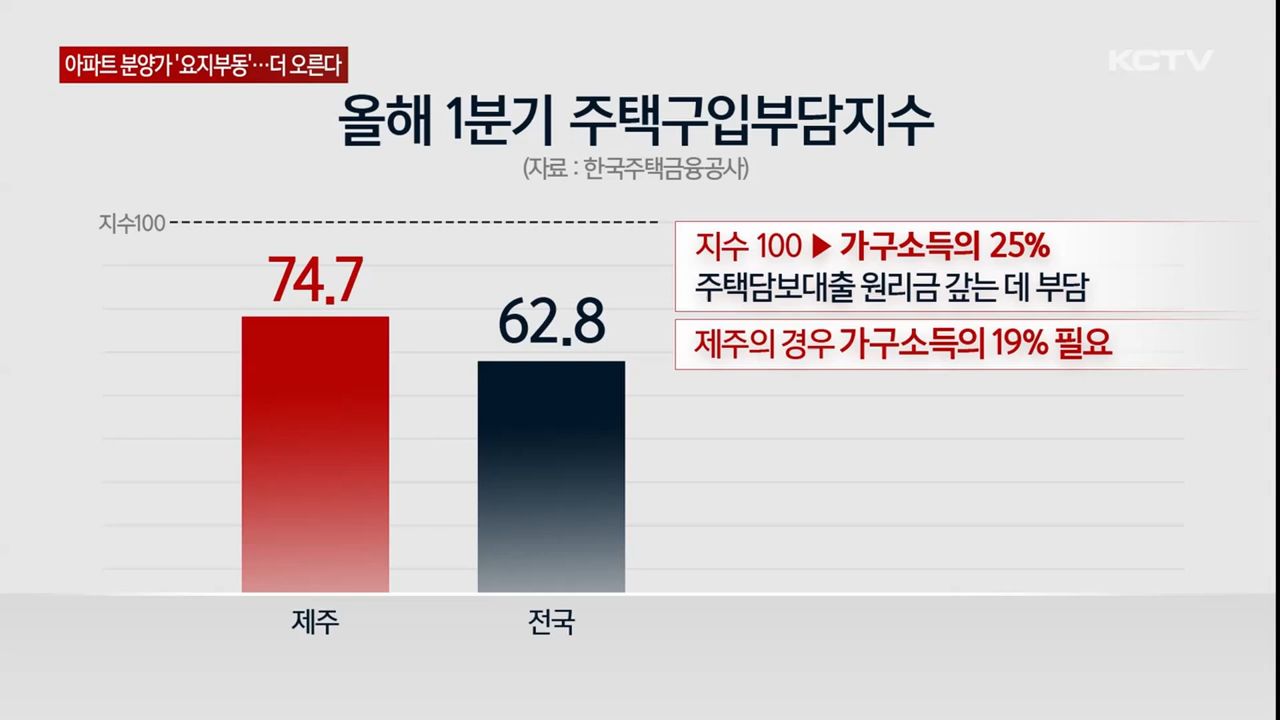 아파트 분양가 '요지부동'…더 오른다
KCTV
올해 1분기 주택구입부담지수
(자료 : 한국주택금융공사)
지수100
74.7
62.8
지수 100 ▶ 가구소득의 25%
주택담보대출 원리금 갚는 데 부담
제주의 경우 가구소득의 19% 필요
제주
전국